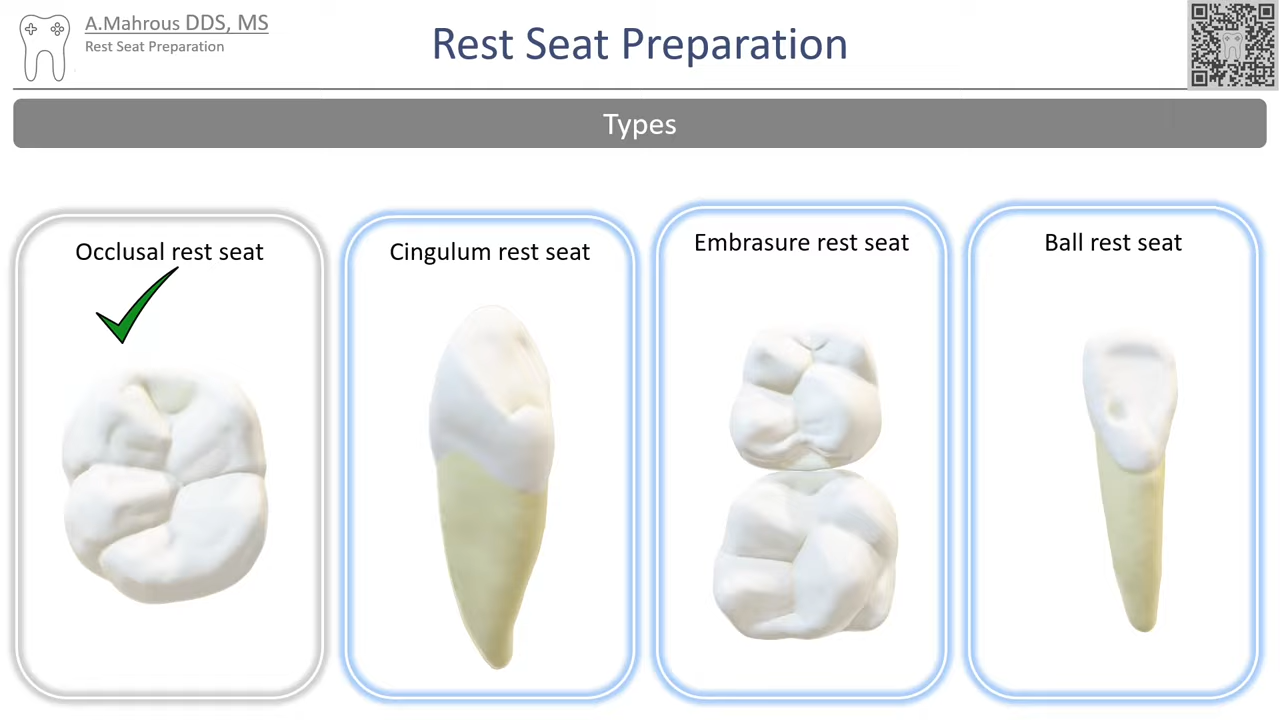 A.Mahrous DDS, MS
Rest Seat Preparation
Rest Seat Preparation
Types
Occlusal rest seat
Cingulum rest seat
Embrasure rest seat
Ball rest seat